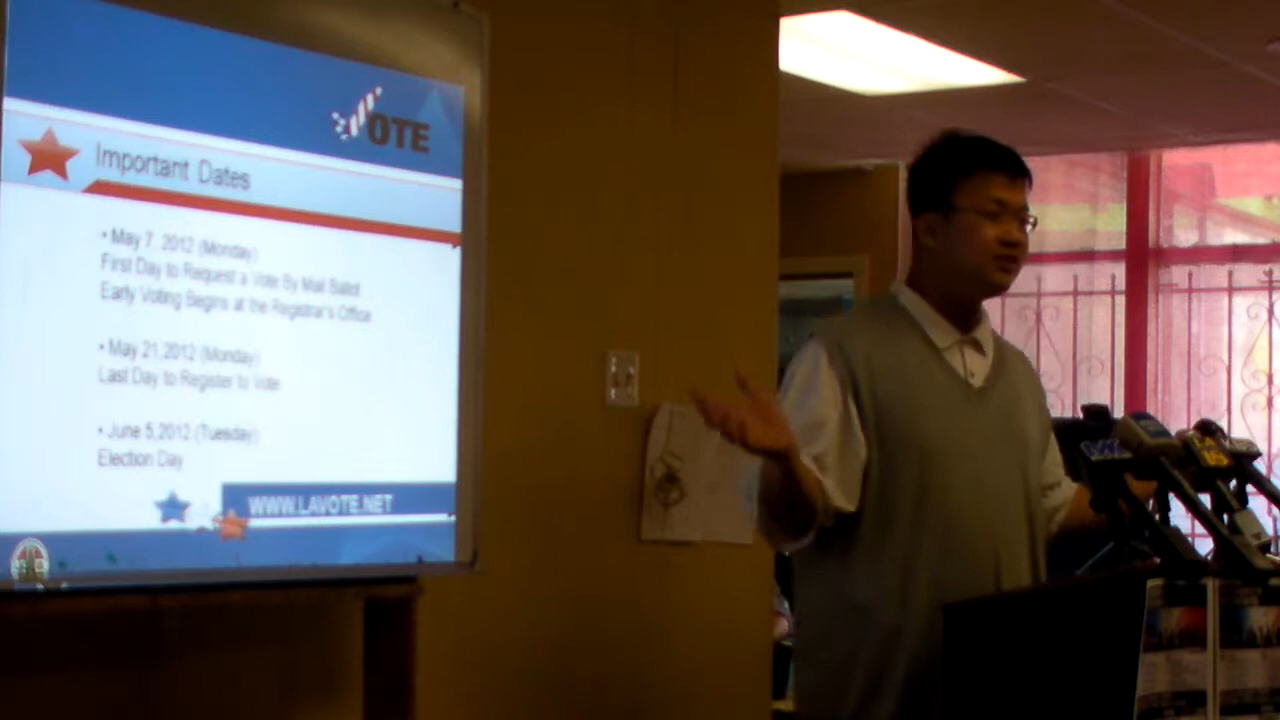 VOTE
Important Dates
• May 7, 2012 (Monday)
First Day to Request a Vote By Mail Ballot
Early Voting Begins at the Registrar's Office
• May 21,2012 (Monday)
Last Day to Register to Vote
• June 5,2012 (Tuesday)
Election Day
WWW.LAVOTE.NET